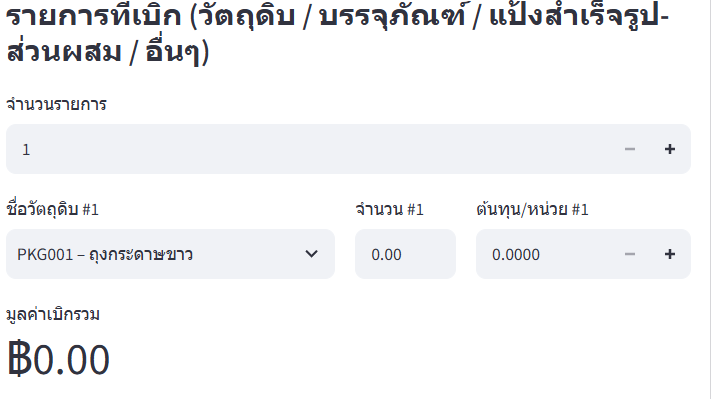 รายการที่เบิก (วัตถุดิบ / บรรจุภัณฑ์ / แป้งสำเร็จรูป-
ส่วนผสม / อื่นๆ)
จำนวนรายการ
1
ชื่อวัตถุดิบ #1 จำนวน #1 ต้นทุน/หน่วย #1
PKG001 – ถุงกระดาษขาว 0.00 0.0000
มูลค่าเบิกรวม
฿0.00